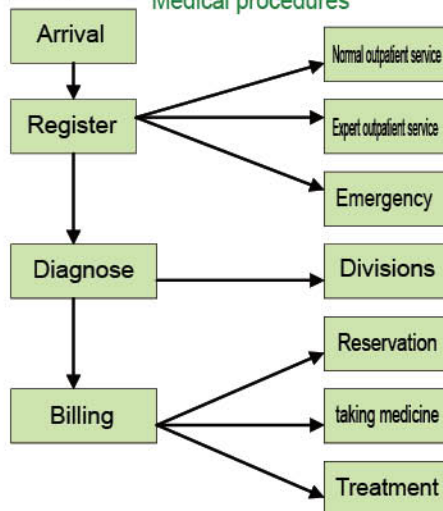 Medical procedures
Arrival
Normal outpatient service
Register
Expert outpatient service
Emergency
Diagnose
Divisions
Reservation
Billing
taking medicine
Treatment